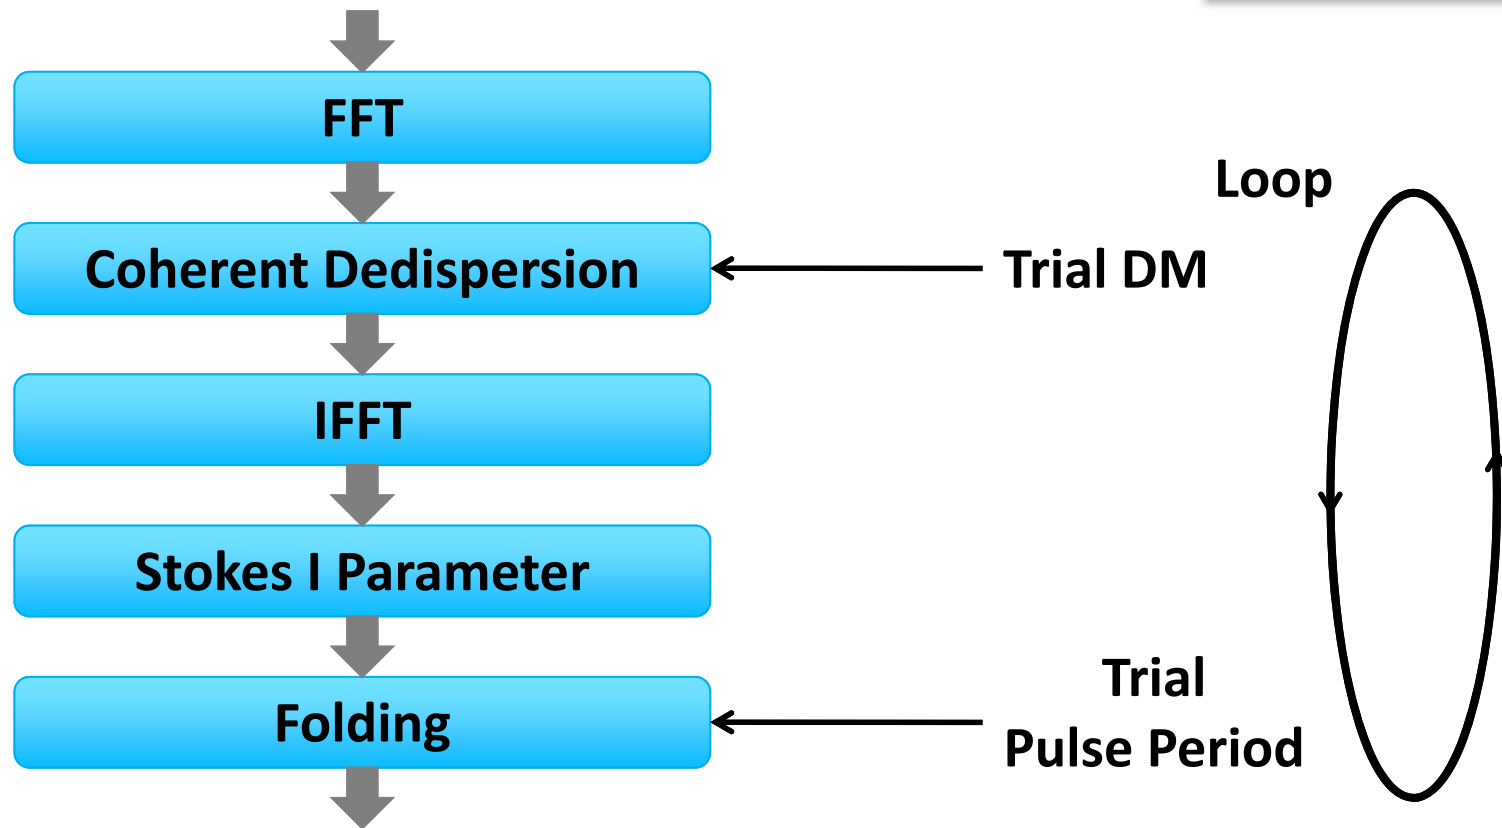 FFT
Loop
Coherent Dedispersion
Trial DM
IFFT
Stokes I Parameter
Trial
Pulse Period
Folding